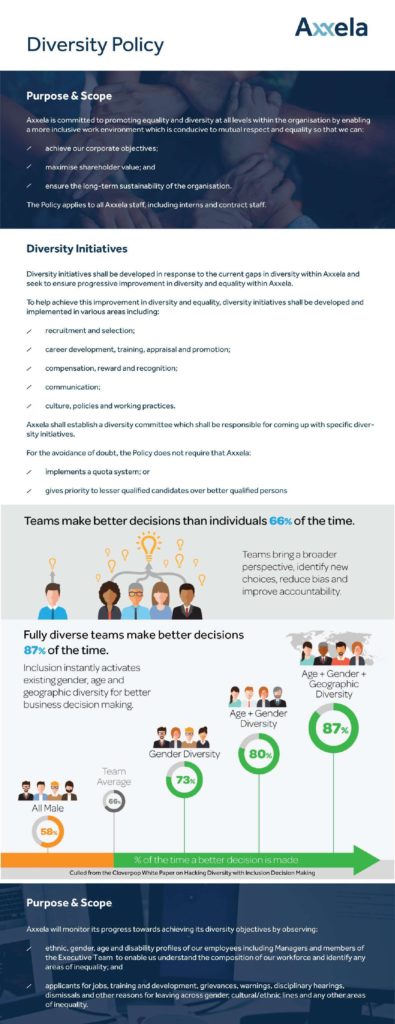 Axxela
Diversity Policy
Purpose & Scope
Axxela is committed to promoting equality and diversity at all levels within the organisation by enabling
a more inclusive work environment which is conducive to mutual respect and equality so that we can:
achieve our corporate objectives;
maximise shareholder value; and
ensure the long-term sustainability of the organisation.
The Policy applies to all Axxela staff, including interns and contract staff.
Diversity Initiatives
Diversity initiatives shall be developed in response to the current gaps in diversity within Axxela and
seek to ensure progressive improvement in diversity and equality within Axxela.
To help achieve this improvement in diversity and equality, diversity initiatives shall be developed and
implemented in various areas including:
recruitment and selection;
career development, training, appraisal and promotion;
compensation, reward and recognition;
communication;
culture, policies and working practices.
Axxela shall establish a diversity committee which shall be responsible for coming up with specific diver-
sity initiatives.
For the avoidance of doubt, the Policy does not require that Axxela:
implements a quota system; or
gives priority to lesser qualified candidates over better qualified persons
Teams make better decisions than individuals 66% of the time.
Teams bring a broader
perspective, identify new
choices, reduce bias and
improve accountability.
Fully diverse teams make better decisions
87% of the time.
Inclusion instantly activates
existing gender, age and
geographic diversity for better
business decision making.
Age + Gender +
Geographic
Diversity
87%
Age + Gender
Diversity
80%
Gender Diversity
73%
Team
Average
66%
All Male
58%
% of the time a better decision is made
Culled from the Cloverpop White Paper on Hacking Diversity with Inclusion Decision Making
Purpose & Scope
Axxela will monitor its progress towards achieving its diversity objectives by observing:
ethnic, gender, age and disability profiles of our employees including Managers and members of
the Executive Team to enable us understand the composition of our workforce and identify any
areas of inequality; and
applicants for jobs, training and development, grievances, warnings, disciplinary hearings,
dismissals and other reasons for leaving across gender, cultural/ethnic lines and any other areas
of inequality.